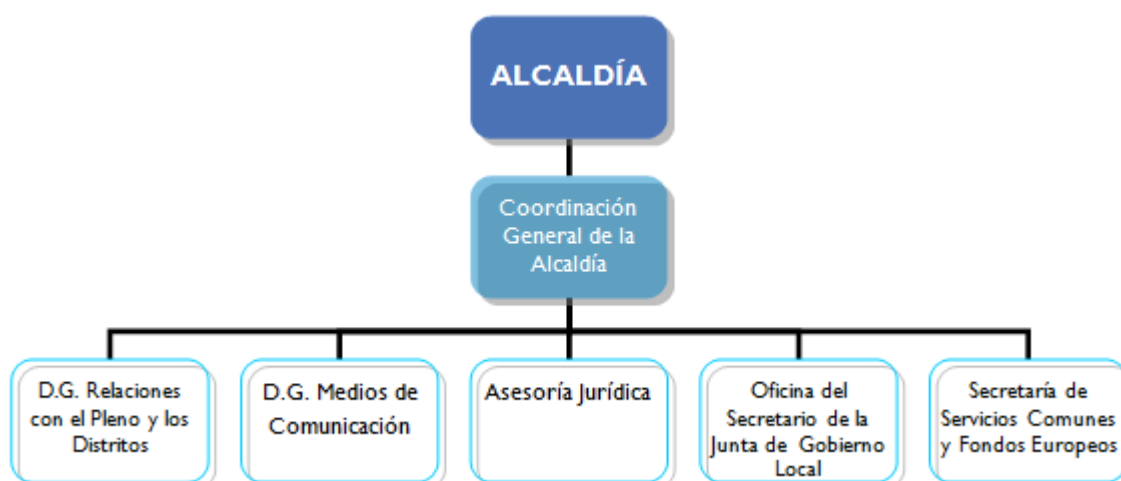 ALCALDÍA
Coordinación
General de la
Alcaldía
D.G. Relaciones
con el Pleno y los
Distritos
D.G. Medios de
Comunicación
Asesoría Jurídica
Oficina del
Secretario de la
Junta de Gobierno
Local
Secretaría de
Servicios Comunes
y Fondos Europeos